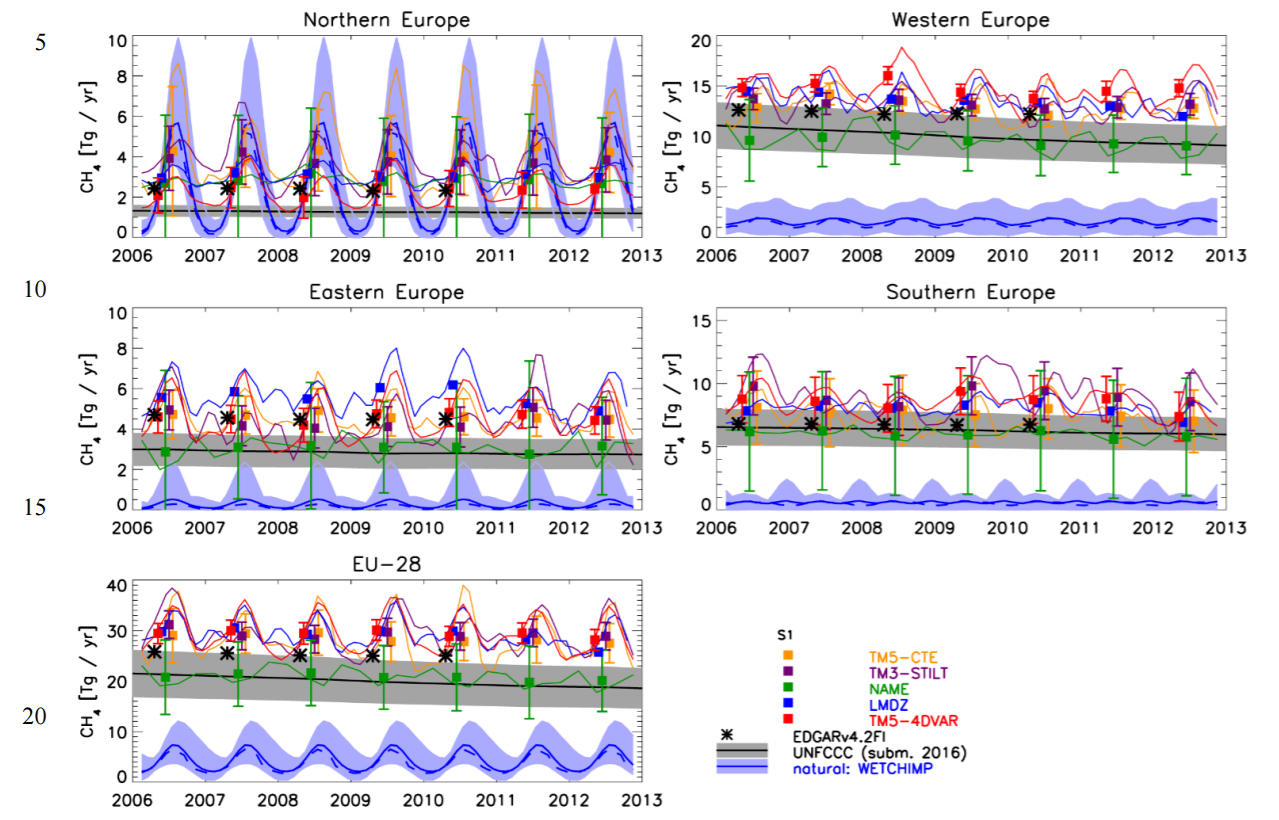 5
10
15
20
Northern Europe
CH4 [Tg / yr]
10
8
6
4
2
0
2006 2007 2008 2009 2010 2011 2012 2013
Western Europe
CH4 [Tg / yr]
20
15
10
5
0
2006 2007 2008 2009 2010 2011 2012 2013
Eastern Europe
CH4 [Tg / yr]
10
8
6
4
2
0
2006 2007 2008 2009 2010 2011 2012 2013
Southern Europe
CH4 [Tg / yr]
15
10
5
0
2006 2007 2008 2009 2010 2011 2012 2013
EU-28
CH4 [Tg / yr]
40
30
20
10
0
2006 2007 2008 2009 2010 2011 2012 2013
S1
TM5-CTE
TM3-STILT
NAME
LMDZ
TM5-4DVAR
EDGARv4.2FI
UNFCCC (subm. 2016)
natural: WETCHIMP